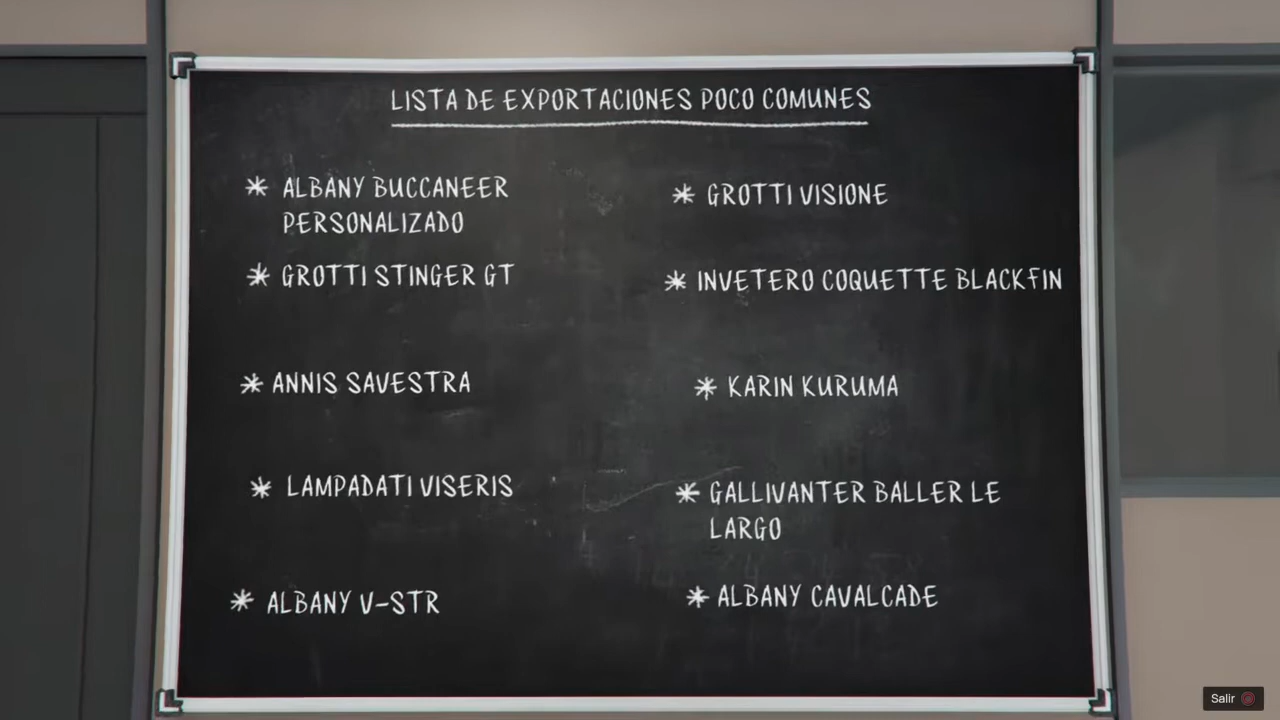 LISTA DE EXPORTACIONES POCO COMUNES
* ALBANY BUCCANEER
PERSONALIZADO
* GROTTI STINGER GT
* ANNIS SAVESTRA
* LAMPADATI VISERIS
* ALBANY V-STR
* GROTTI VISIONE
* INVETERO COQUETTE BLACKFIN
* KARIN KURUMA
* GALLIVANTER BALLER LE
LARGO
* ALBANY CAVALCADE
Salir